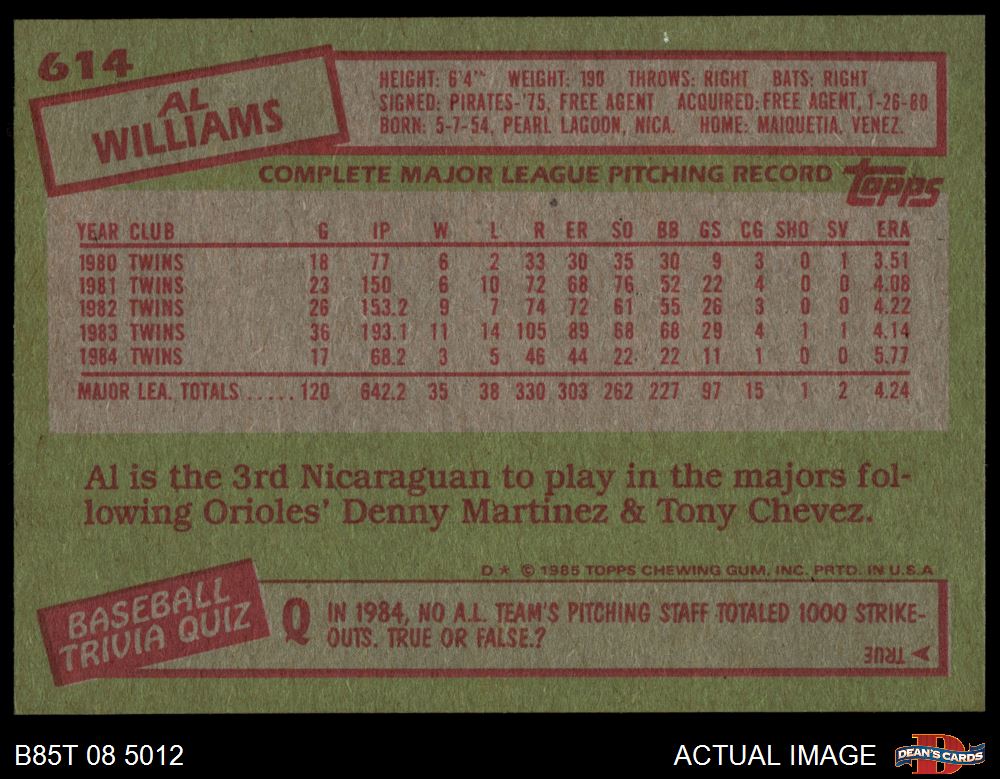 614
AL
WILLIAMS
HEIGHT: 6'4" WEIGHT: 190 THROWS: RIGHT BATS: RIGHT
SIGNED: PIRATES-'75, FREE AGENT ACQUIRED: FREE AGENT, 1-26-80
BORN: 5-7-54, PEARL LAGOON, NICA. HOME: MAIQUETIA, VENEZ.
COMPLETE MAJOR LEAGUE PITCHING RECORD topps
YEAR CLUB G IP W L R ER SO BB GS CG SHO SV ERA
1980 TWINS 18 77 6 2 33 30 35 30 9 3 0 1 3.51
1981 TWINS 23 150 6 10 72 68 76 52 22 4 0 0 4.08
1982 TWINS 26 153.2 9 7 74 72 61 55 26 3 0 0 4.22
1983 TWINS 36 193.1 11 14 105 89 68 68 29 4 1 1 4.14
1984 TWINS 17 68.2 3 5 46 44 22 22 11 1 0 0 5.77
MAJOR LEA. TOTALS ..... 120 642.2 35 38 330 303 262 227 97 15 1 2 4.24
Al is the 3rd Nicaraguan to play in the majors fol-
lowing Orioles' Denny Martinez & Tony Chevez.
D.* © 1985 TOPPS CHEWING GUM, INC. PRTD. IN U.S.A
BASEBALL
TRIVIA QUIZ
Q IN 1984, NO A.L. TEAM'S PITCHING STAFF TOTALED 1000 STRIKE-
OUTS. TRUE OR FALSE.?
TRUE
B85T 08 5012
ACTUAL IMAGE
DEAN'S CARDS